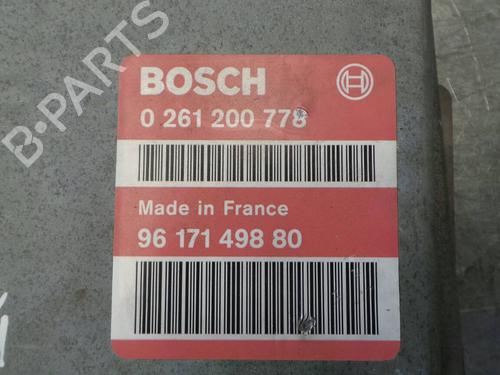 B-PARTS
BOSCH
0 261 200 778
Made in France
96 171 498 80